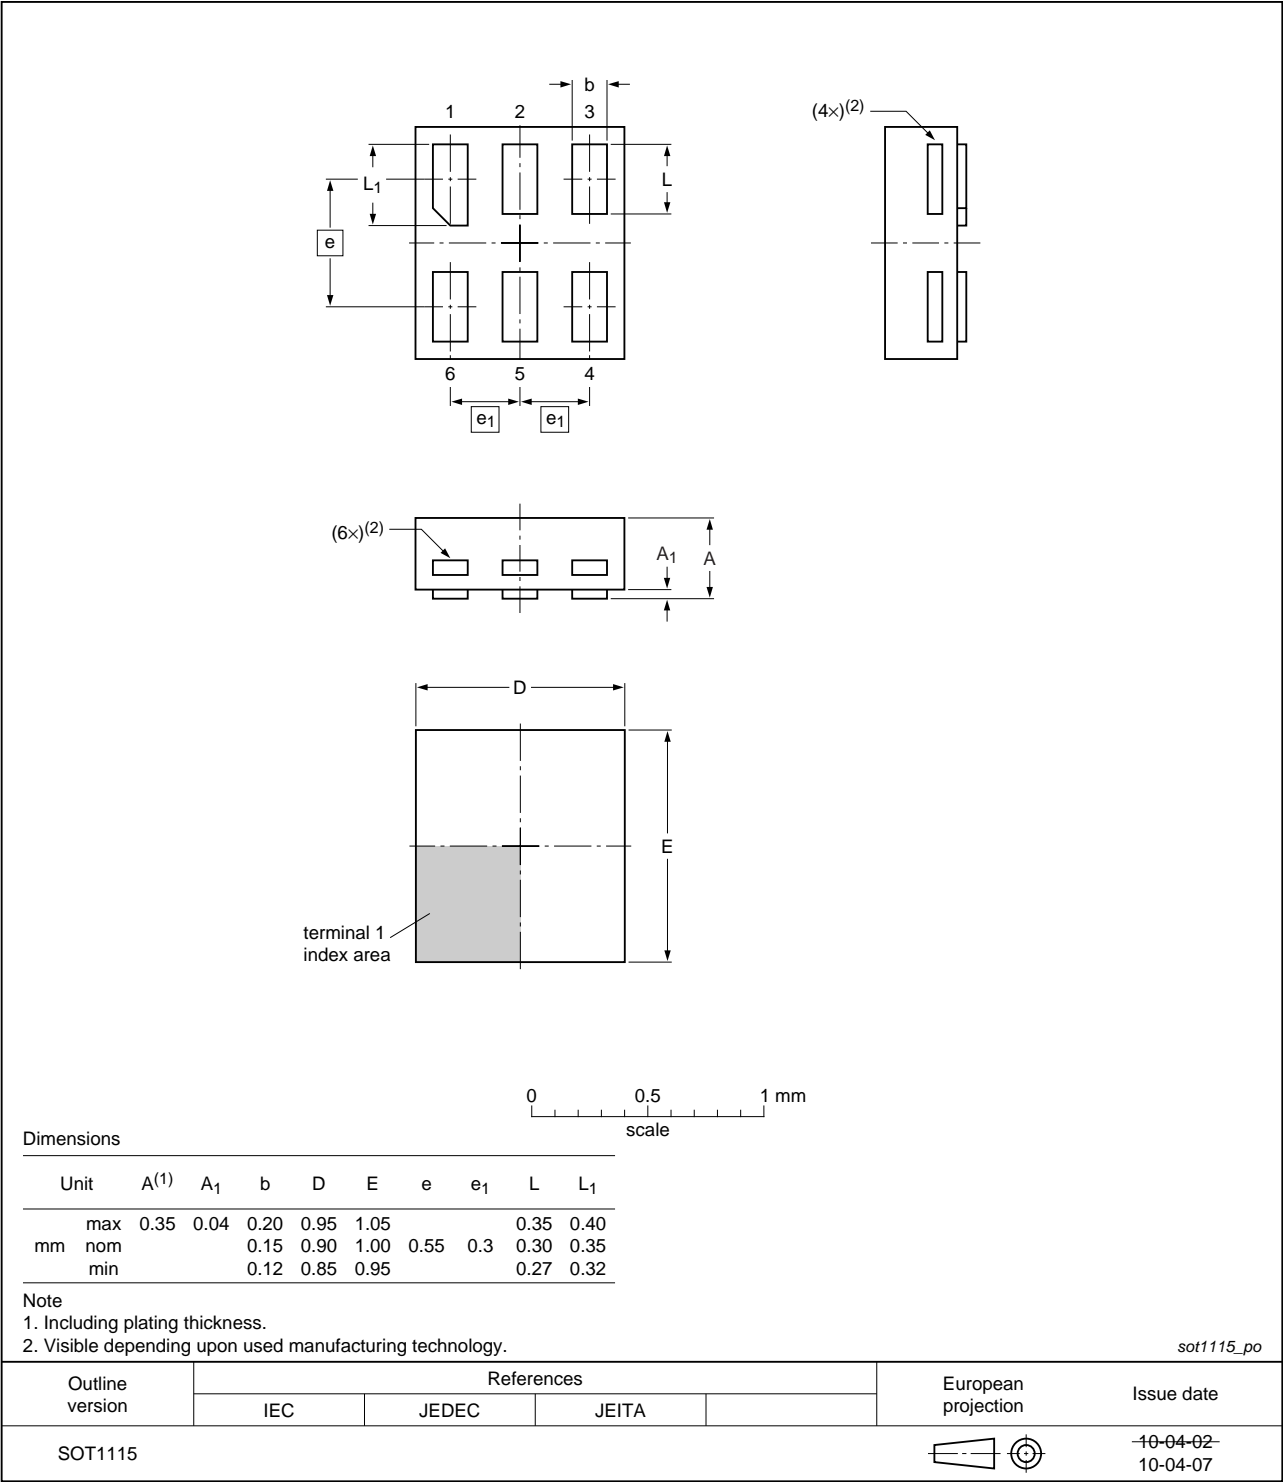 b
1 2 3
(4×)(2)
L1
L
e
6 5 4
e1 e1
(6×)(2)
A1 A
D
E
terminal 1
index area
0 0.5 1 mm
scale
Dimensions
Unit A(1) A1 b D E e e1 L L1
max 0.35 0.04 0.20 0.95 1.05 0.35 0.40
mm nom 0.15 0.90 1.00 0.55 0.3 0.30 0.35
min 0.12 0.85 0.95 0.27 0.32
Note
1. Including plating thickness.
2. Visible depending upon used manufacturing technology.
sot1115_po
Outline version References European projection Issue date
IEC JEDEC JEITA
SOT1115
10-04-02
10-04-07